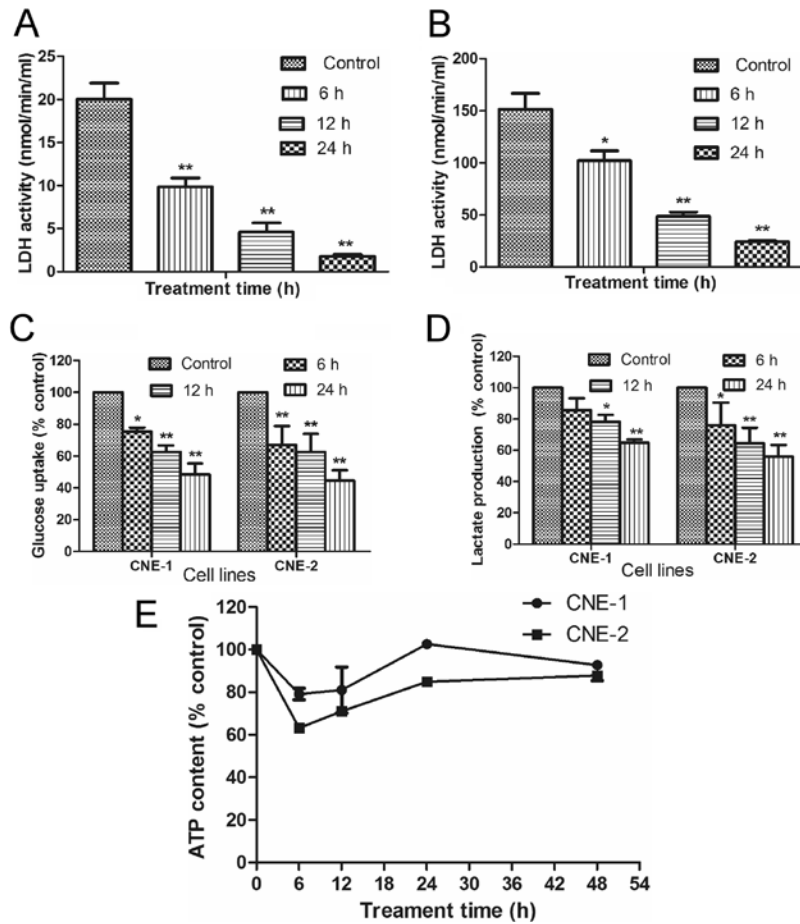 A
LDH activity (nmol/min/ml)
25
20
15
10
5
0
Control
6 h
12 h
24 h
**
**
**
Treatment time (h)
B
LDH activity (nmol/min/ml)
200
150
100
50
0
Control
6 h
12 h
24 h
*
**
**
Treatment time (h)
C
Glucose uptake (% control)
120
100
80
60
40
20
0
Control
6 h
12 h
24 h
*
**
**
**
**
**
CNE-1
CNE-2
Cell lines
D
Lactate production (% control)
120
100
80
60
40
20
0
Control
6 h
12 h
24 h
*
**
*
**
**
CNE-1
CNE-2
Cell lines
E
ATP content (% control)
120
100
80
60
40
20
0
CNE-1
CNE-2
0 6 12 18 24 30 36 42 48 54
Treament time (h)